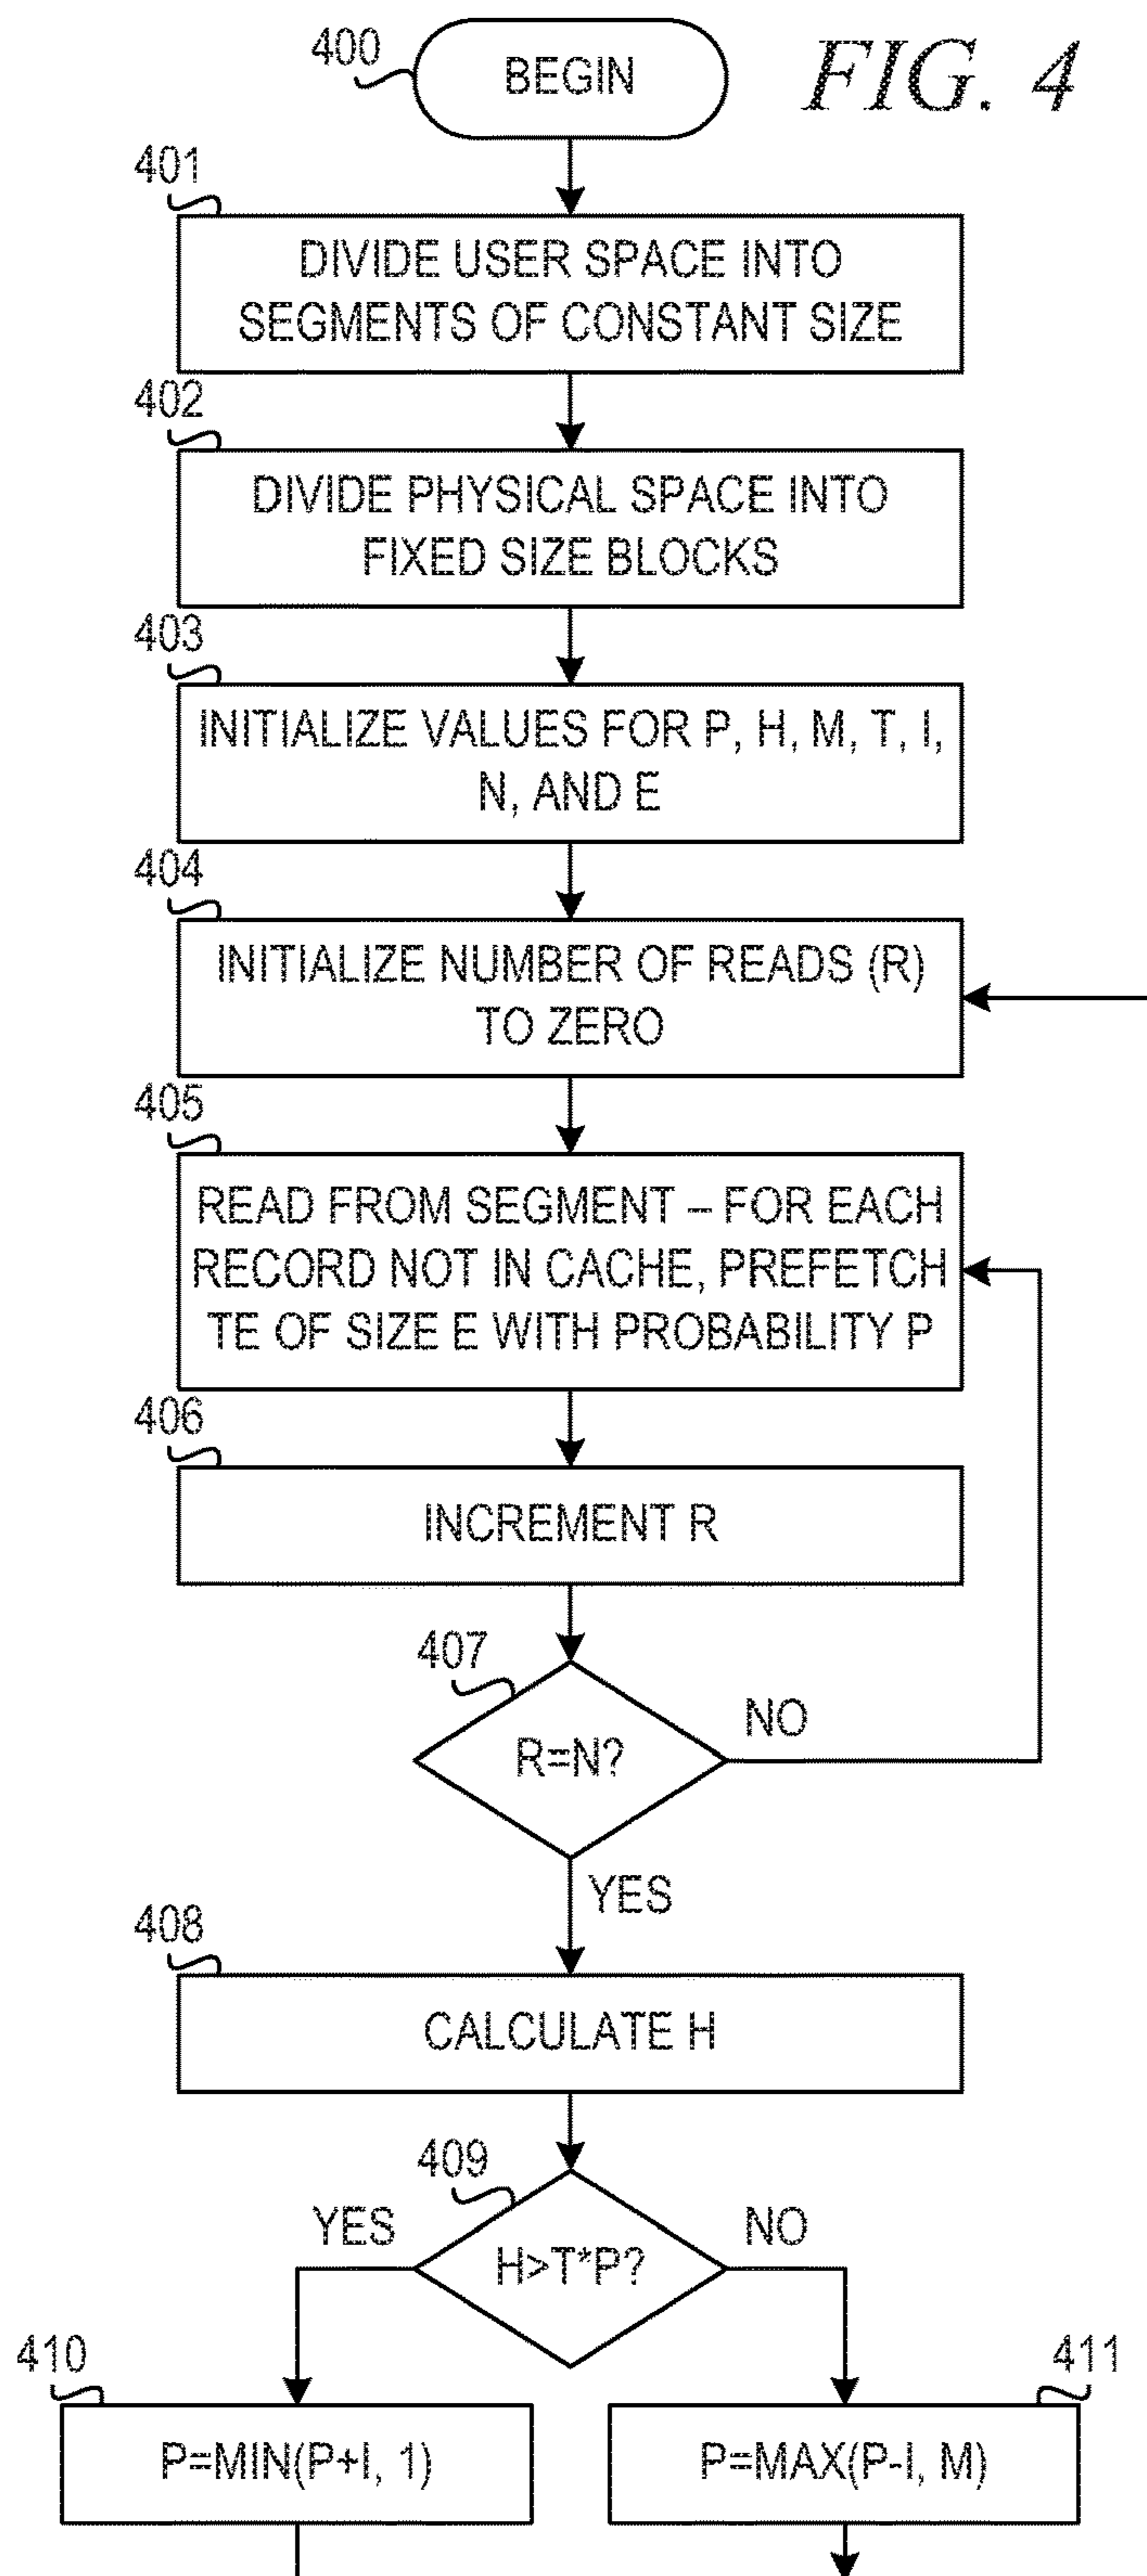 400
BEGIN
FIG. 4
401
DIVIDE USER SPACE INTO
SEGMENTS OF CONSTANT SIZE
402
DIVIDE PHYSICAL SPACE INTO
FIXED SIZE BLOCKS
403
INITIALIZE VALUES FOR P, H, M, T, I,
N, AND E
404
INITIALIZE NUMBER OF READS (R)
TO ZERO
405
READ FROM SEGMENT – FOR EACH
RECORD NOT IN CACHE, PREFETCH
TE OF SIZE E WITH PROBABILITY P
406
INCREMENT R
407
R=N?
NO
YES
408
CALCULATE H
409
YES
H>T*P?
NO
410
P=MIN(P+I, 1)
411
P=MAX(P-I, M)